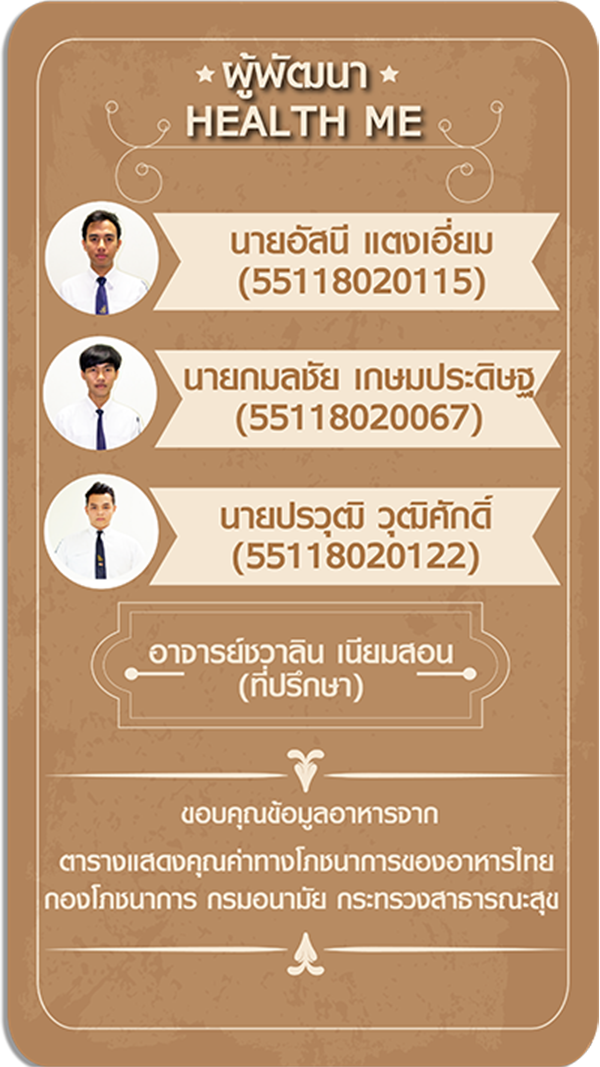 ผู้พัฒนา
HEALTH ME
นายอัสนี แตงเอี่ยม
(55118020115)
นายกมลชัย เกษมประดิษฐ
(55118020067)
นายปรวุฒิ วุฒิศักดิ์
(55118020122)
อาจารย์ชวาลิน เนียมสอน
(ที่ปรึกษา)
ขอบคุณข้อมูลอาหารจาก
ตารางแสดงคุณค่าทางโภชนาการของอาหารไทย
กองโภชนาการ กรมอนามัย กระทรวงสาธารณะสุข